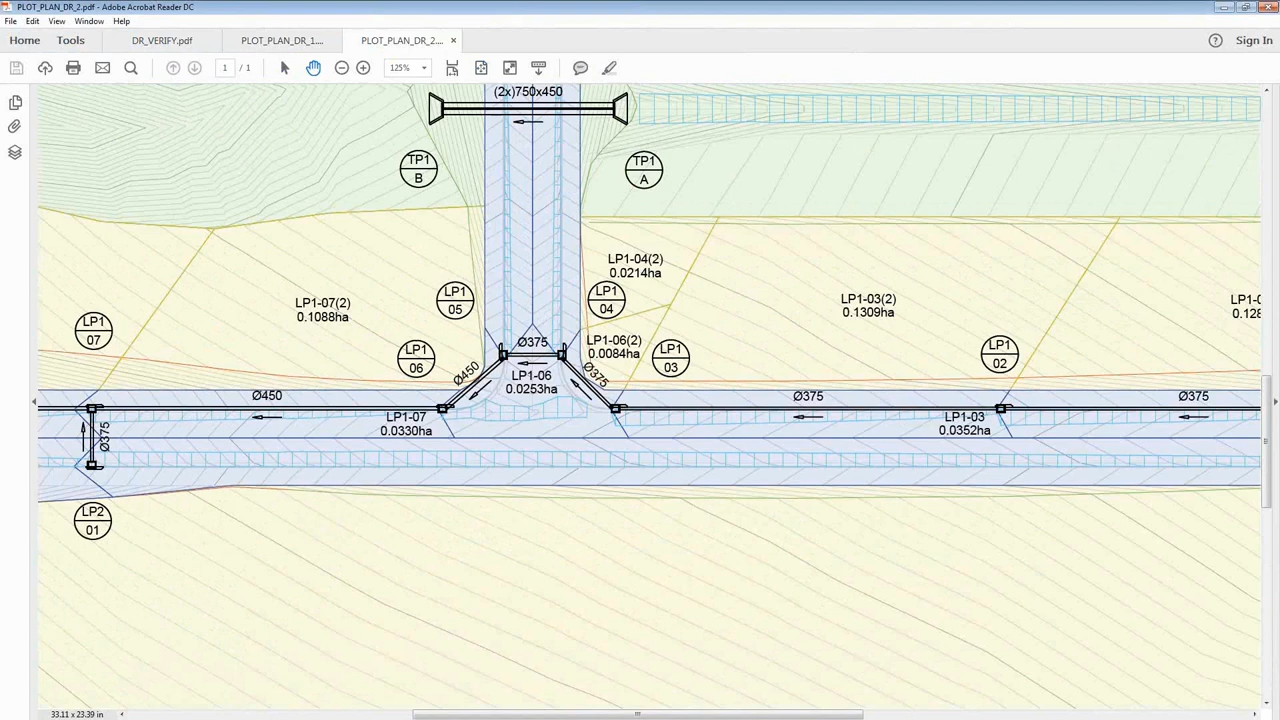 PLOT_PLAN_DR_2.pdf - Adobe Acrobat Reader DC
File Edit View Window Help
Home Tools DR_VERIFY.pdf PLOT_PLAN_DR_1.... PLOT_PLAN_DR_2.... × Sign In
1 / 1 125%
(2x)750x450
TP1
B
TP1
A
LP1-04(2)
0.0214ha
LP1
05
LP1
04
LP1-07(2)
0.1088ha
LP1-03(2)
0.1309ha
LP1-0
0.128
LP1
07
LP1
06
Ø375
LP1-06(2)
0.0084ha
LP1
03
LP1
02
Ø450
LP1-06
0.0253ha
Ø375
Ø450
Ø375
Ø375
LP1-07
0.0330ha
LP1-03
0.0352ha
Ø375
LP2
01
33.11 x 23.39 in